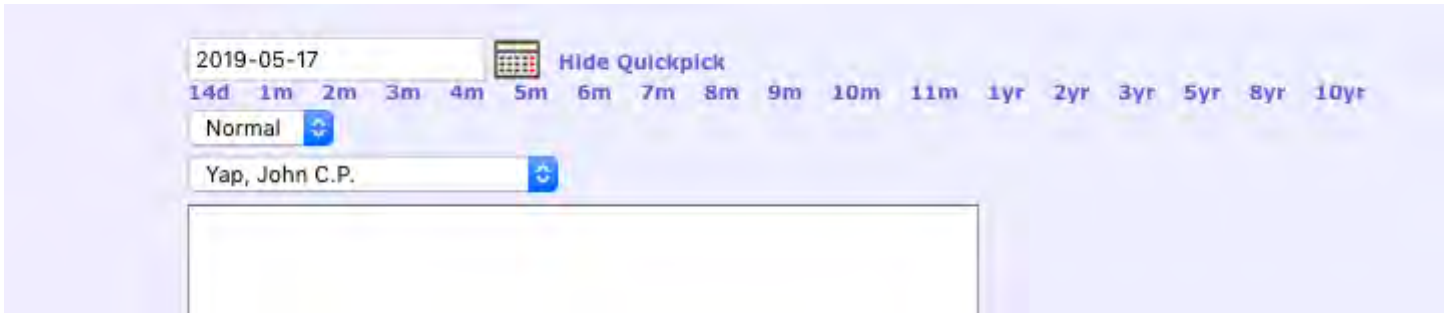 2019-05-17 Hide Quickpick
14d 1m 2m 3m 4m 5m 6m 7m 8m 9m 10m 11m 1yr 2yr 3yr 5yr 8yr 10yr
Normal
Yap, John C.P.